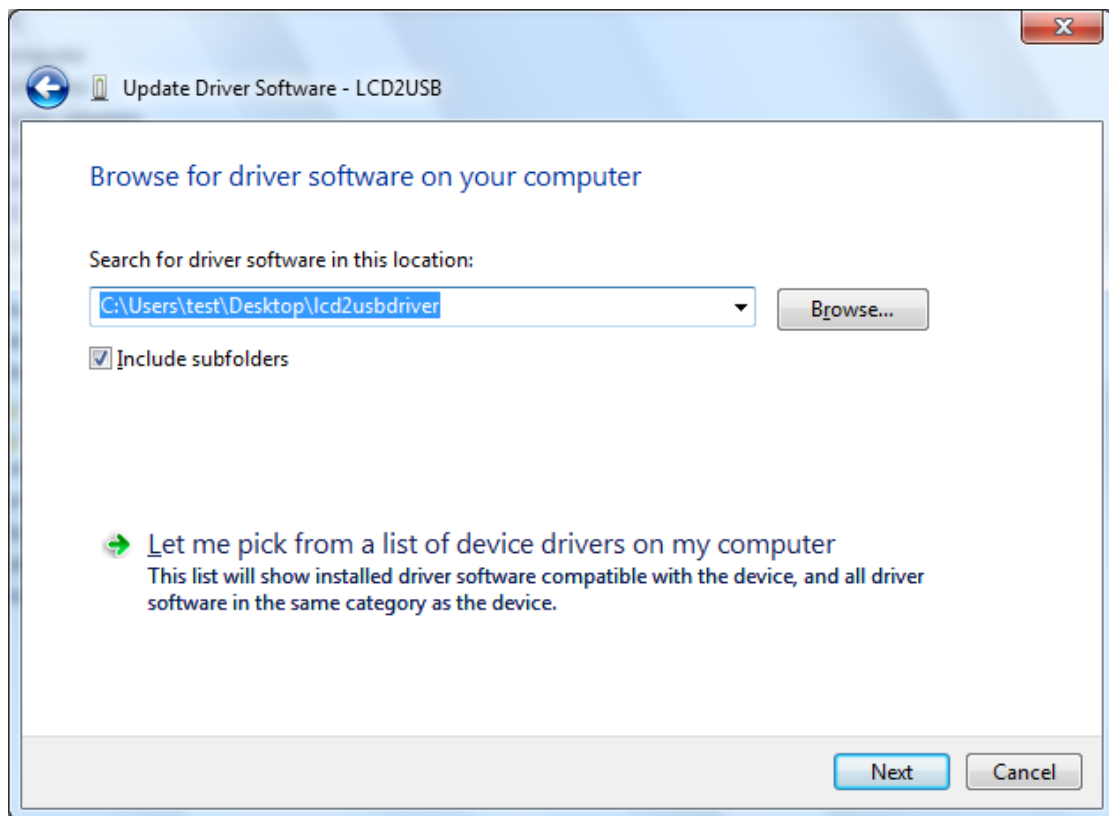 Update Driver Software - LCD2USB
Browse for driver software on your computer
Search for driver software in this location:
C:\Users\test\Desktop\lcd2usbdriver
Browse...
Include subfolders
Let me pick from a list of device drivers on my computer
This list will show installed driver software compatible with the device, and all driver
software in the same category as the device.
Next
Cancel